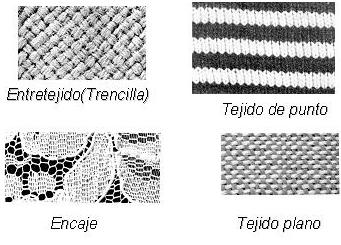 Entretejido(Trencilla)
Tejido de punto
Encaje
Tejido plano